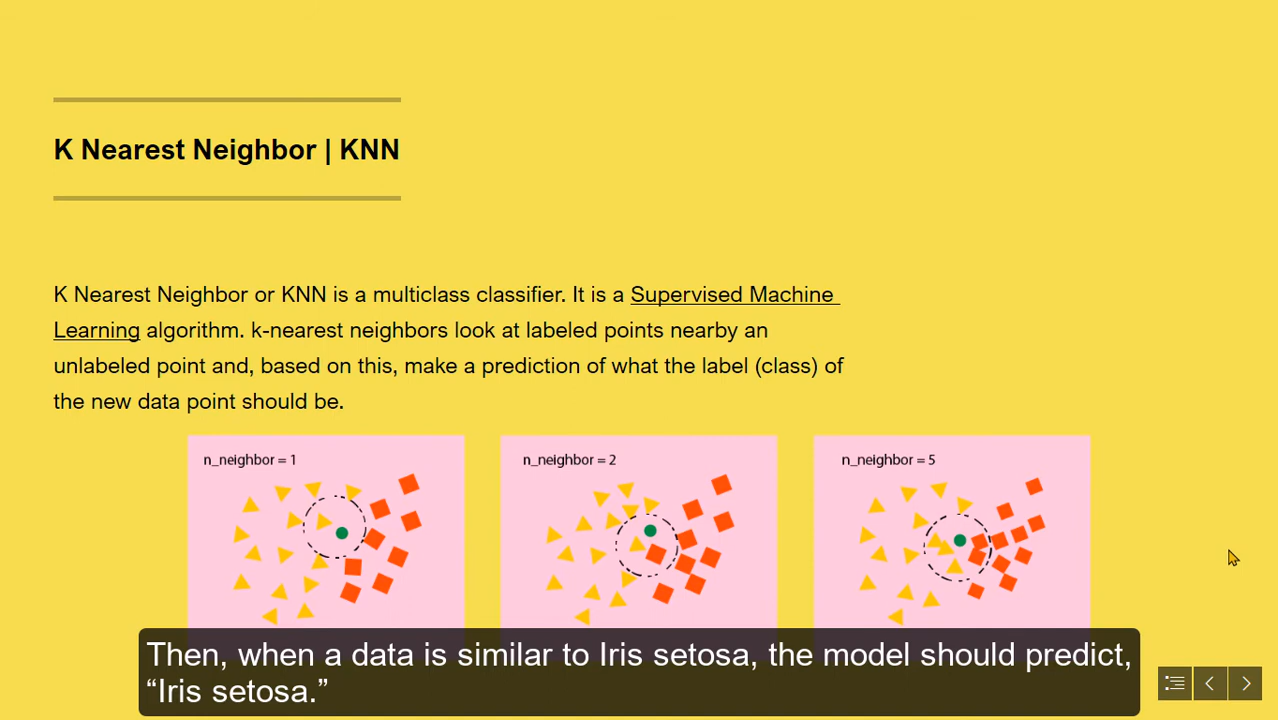 K Nearest Neighbor | KNN
K Nearest Neighbor or KNN is a multiclass classifier. It is a Supervised Machine
Learning algorithm. k-nearest neighbors look at labeled points nearby an
unlabeled point and, based on this, make a prediction of what the label (class) of
the new data point should be.
n_neighbor = 1
n_neighbor = 2
n_neighbor = 5
Then, when a data is similar to Iris setosa, the model should predict,
“Iris setosa.”